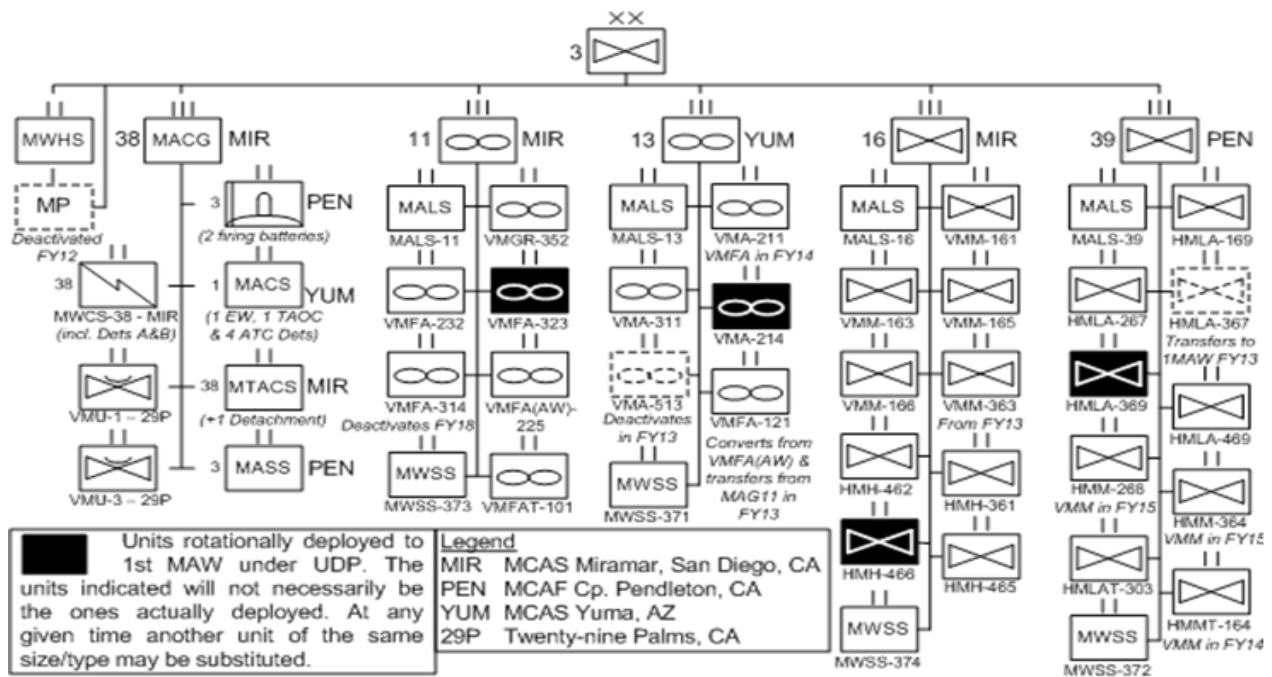 XX
3
III
MWHS
38 MACG MIR
11 MIR
13 YUM
16 MIR
39 PEN
MP
Deactivated
FY12
3 PEN
(2 firing batteries)
38
MWCS-38 - MIR
(incl. Dets A&B)
1 MACS YUM
(1 EW, 1 TAOC
& 4 ATC Dets)
VMU-1 – 29P
38 MTACS MIR
(+1 Detachment)
VMU-3 – 29P
3 MASS PEN
MALS
MALS-11
VMGR-352
VMFA-232
VMFA-323
VMFA-314
Deactivates FY18
VMFA(AW)-
225
MWSS
MWSS-373
VMFAT-101
MALS
MALS-13
VMA-211
VMFA in FY14
VMA-311
VMA-214
VMA-513
Deactivates
in FY13
VMFA-121
Converts from
VMFA(AW) &
transfers from
MAG11 in
FY13
MWSS
MWSS-371
MALS
MALS-16
VMM-161
VMM-163
VMM-165
VMM-166
VMM-363
From FY13
HMH-462
HMH-361
HMH-466
HMH-465
MWSS
MWSS-374
MALS
MALS-39
HMLA-169
HMLA-267
HMLA-367
Transfers to
1MAW FY13
HMLA-369
HMLA-469
HMM-268
VMM in FY15
HMM-364
VMM in FY15
HMLAT-303
HMMT-164
VMM in FY14
MWSS
MWSS-372
Units rotationally deployed to
1st MAW under UDP. The
units indicated will not necessarily be
the ones actually deployed. At any
given time another unit of the same
size/type may be substituted.
Legend
MIR MCAS Miramar, San Diego, CA
PEN MCAF Cp. Pendleton, CA
YUM MCAS Yuma, AZ
29P Twenty-nine Palms, CA